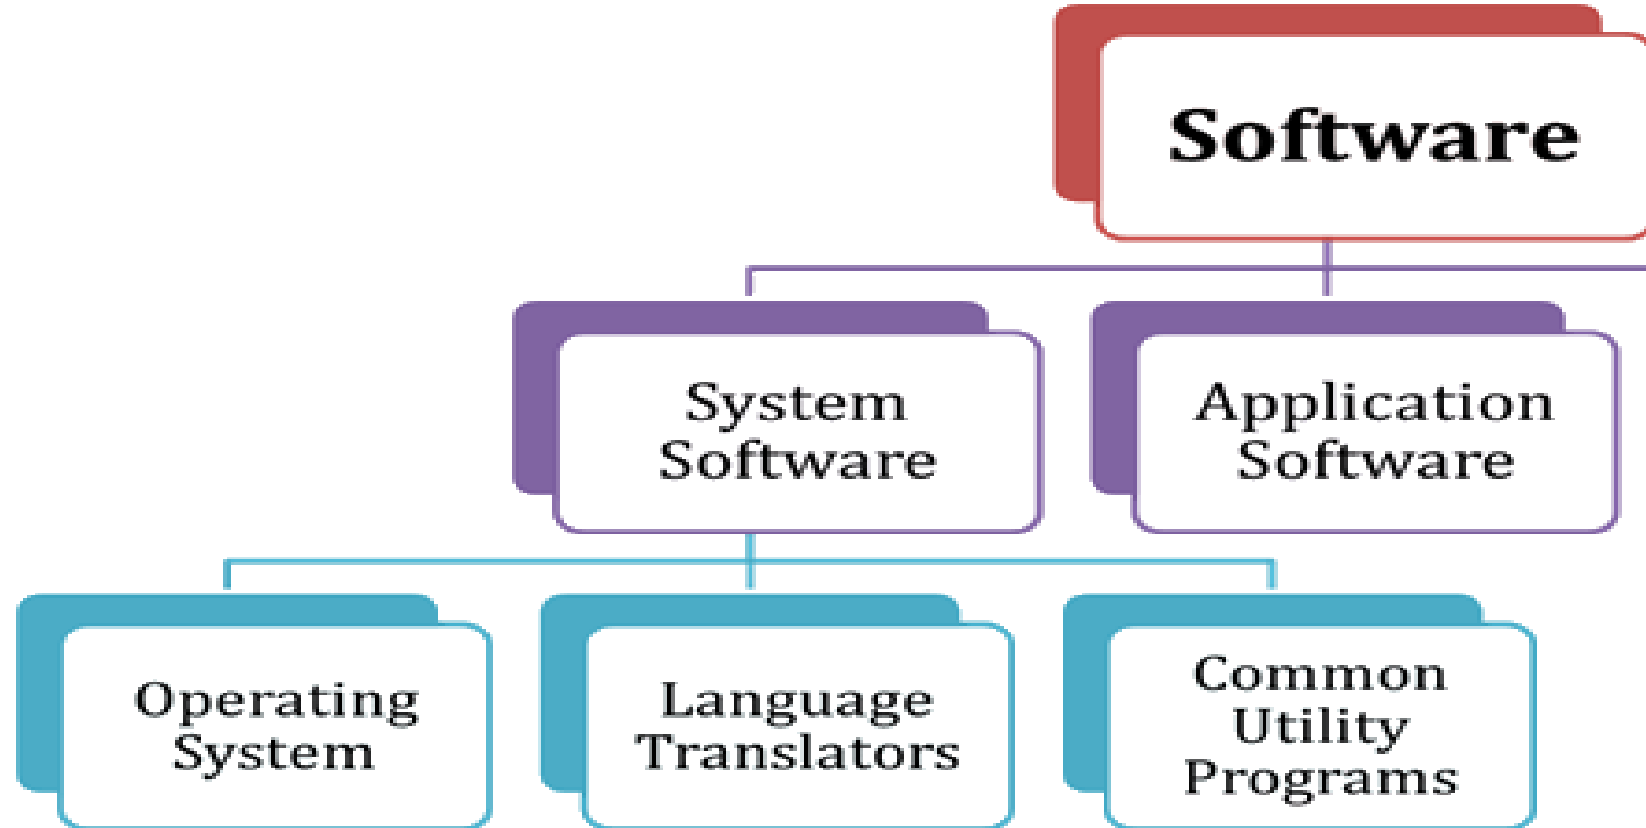 Software
System
Software
Application
Software
Operating
System
Language
Translators
Common
Utility
Programs